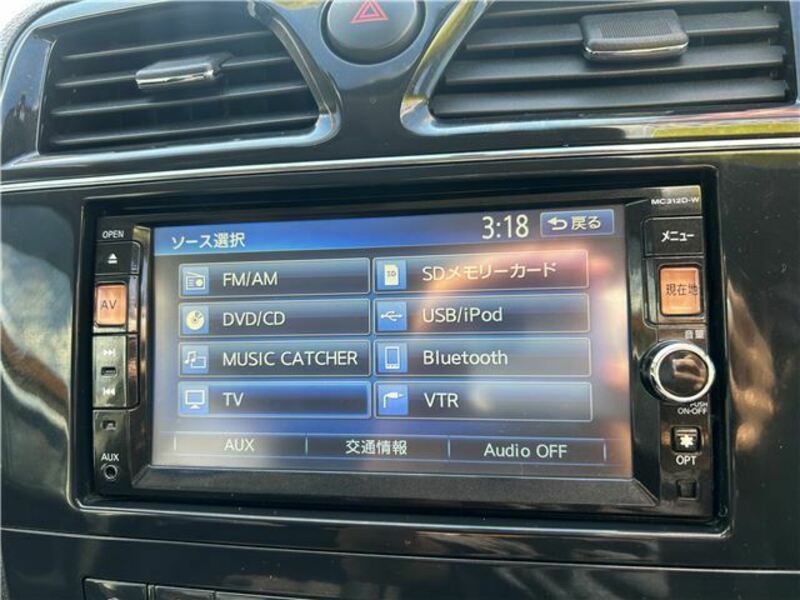 MC312D-W
OPEN
ソース選択
3:18
戻る
メニュー
AV
FM/AM
SDメモリーカード
現在地
DVD/CD
USB/iPod
音量
MUSIC CATCHER
Bluetooth
TV
VTR
PUSH
ON-OFF
AUX
交通情報
Audio OFF
AUX
OPT